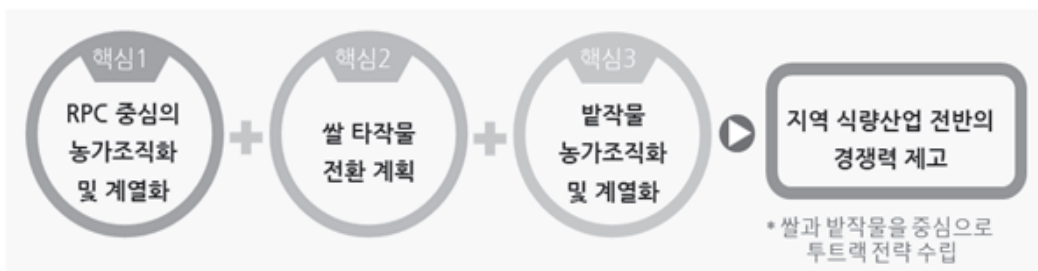 핵심1
RPC 중심의
농가조직화
및 계열화
핵심2
쌀 타작물
전환 계획
핵심3
밭작물
농가조직화
및 계열화
지역 식량산업 전반의
경쟁력 제고
* 쌀과 밭작물을 중심으로
투트랙 전략 수립